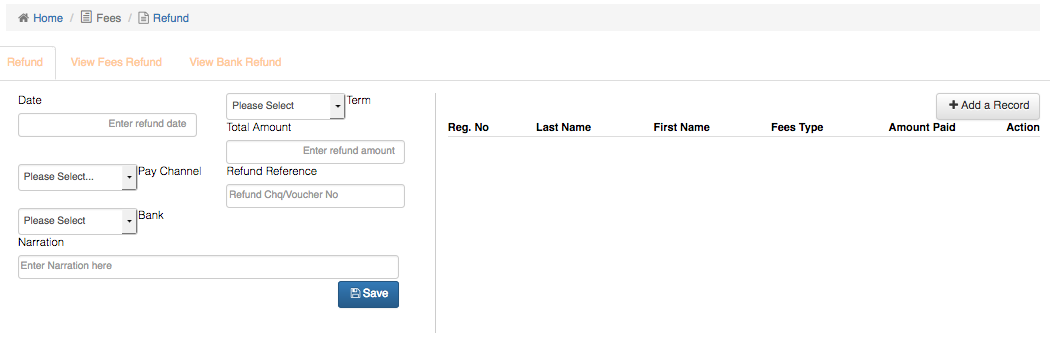 Home / Fees / Refund
Refund View Fees Refund View Bank Refund
Date
Enter refund date
Please Select Term
Total Amount
Enter refund amount
Please Select... Pay Channel
Refund Reference
Refund Chq/Voucher No
Please Select Bank
Narration
Enter Narration here
Save
Add a Record
Reg. No Last Name First Name Fees Type Amount Paid Action